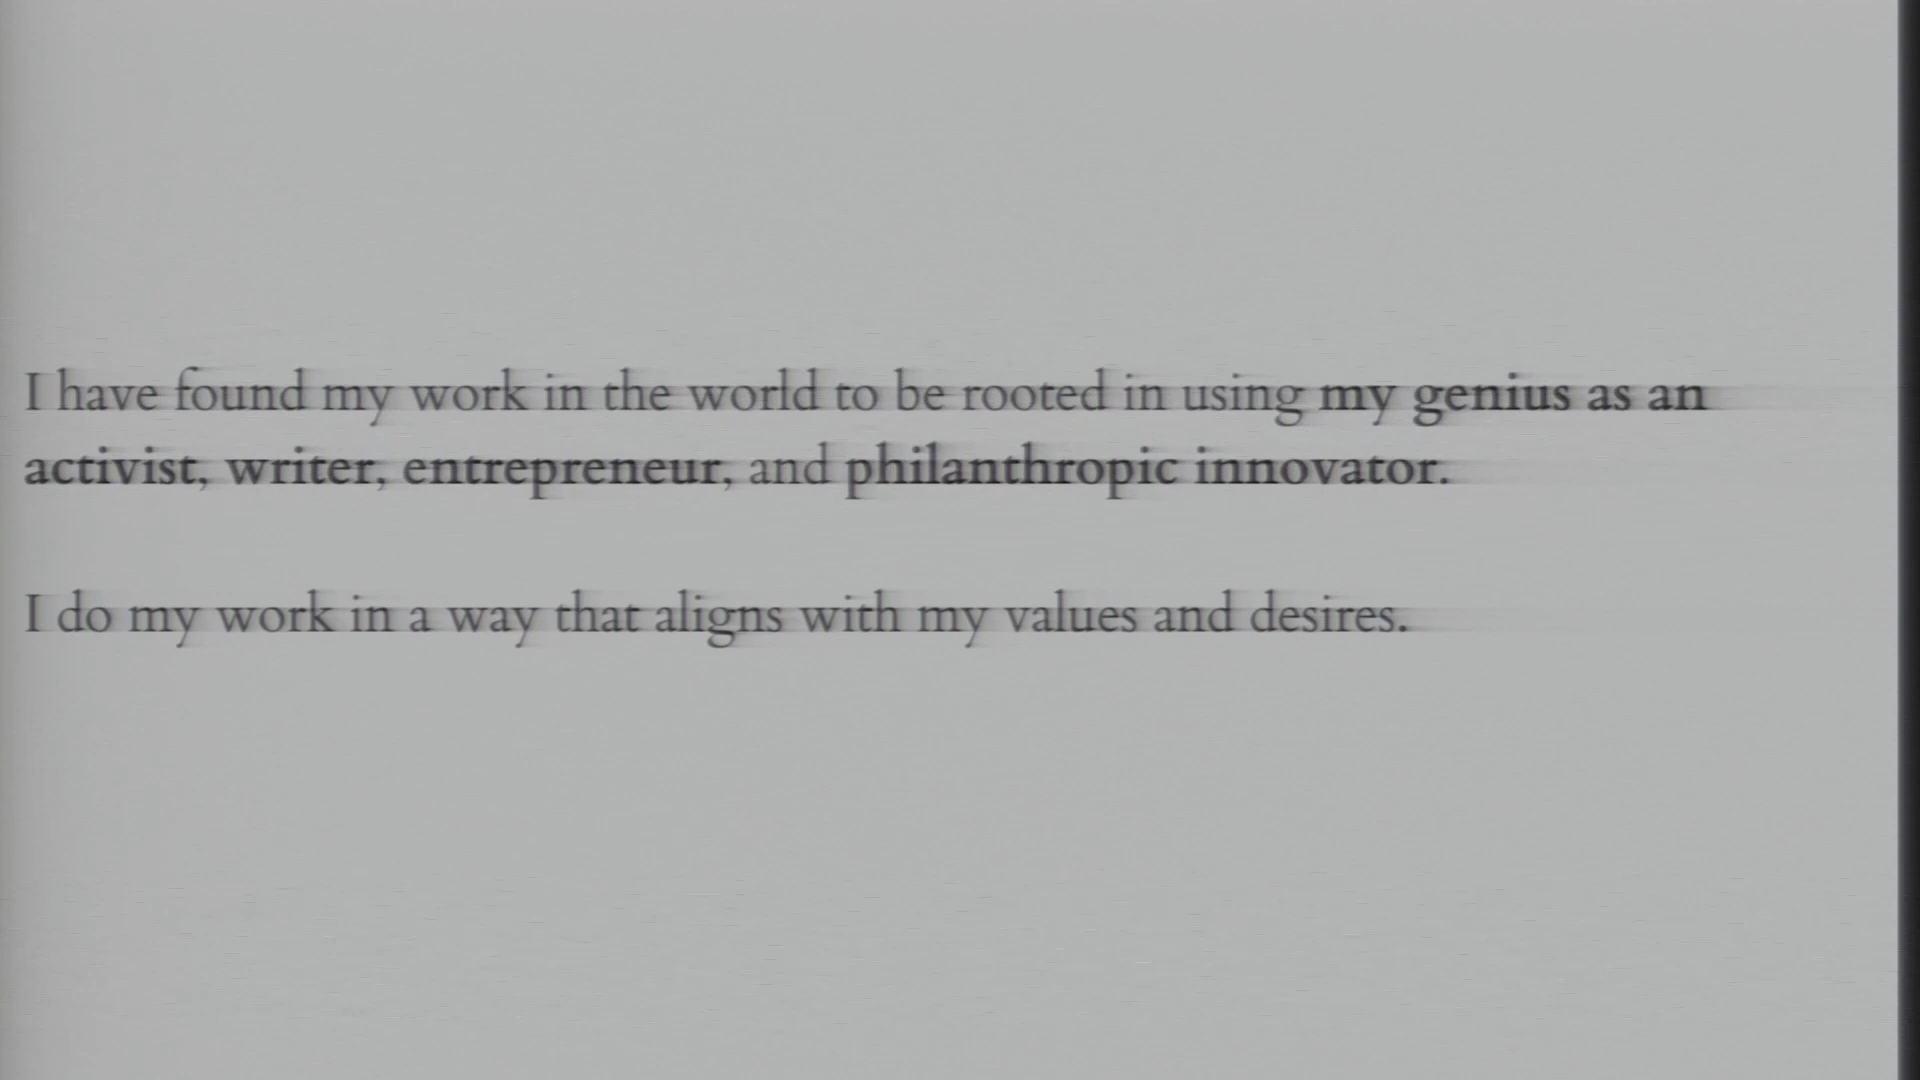 I have found my work in the world to be rooted in using my genius as an
activist, writer, entrepreneur, and philanthropic innovator.
I do my work in a way that aligns with my values and desires.